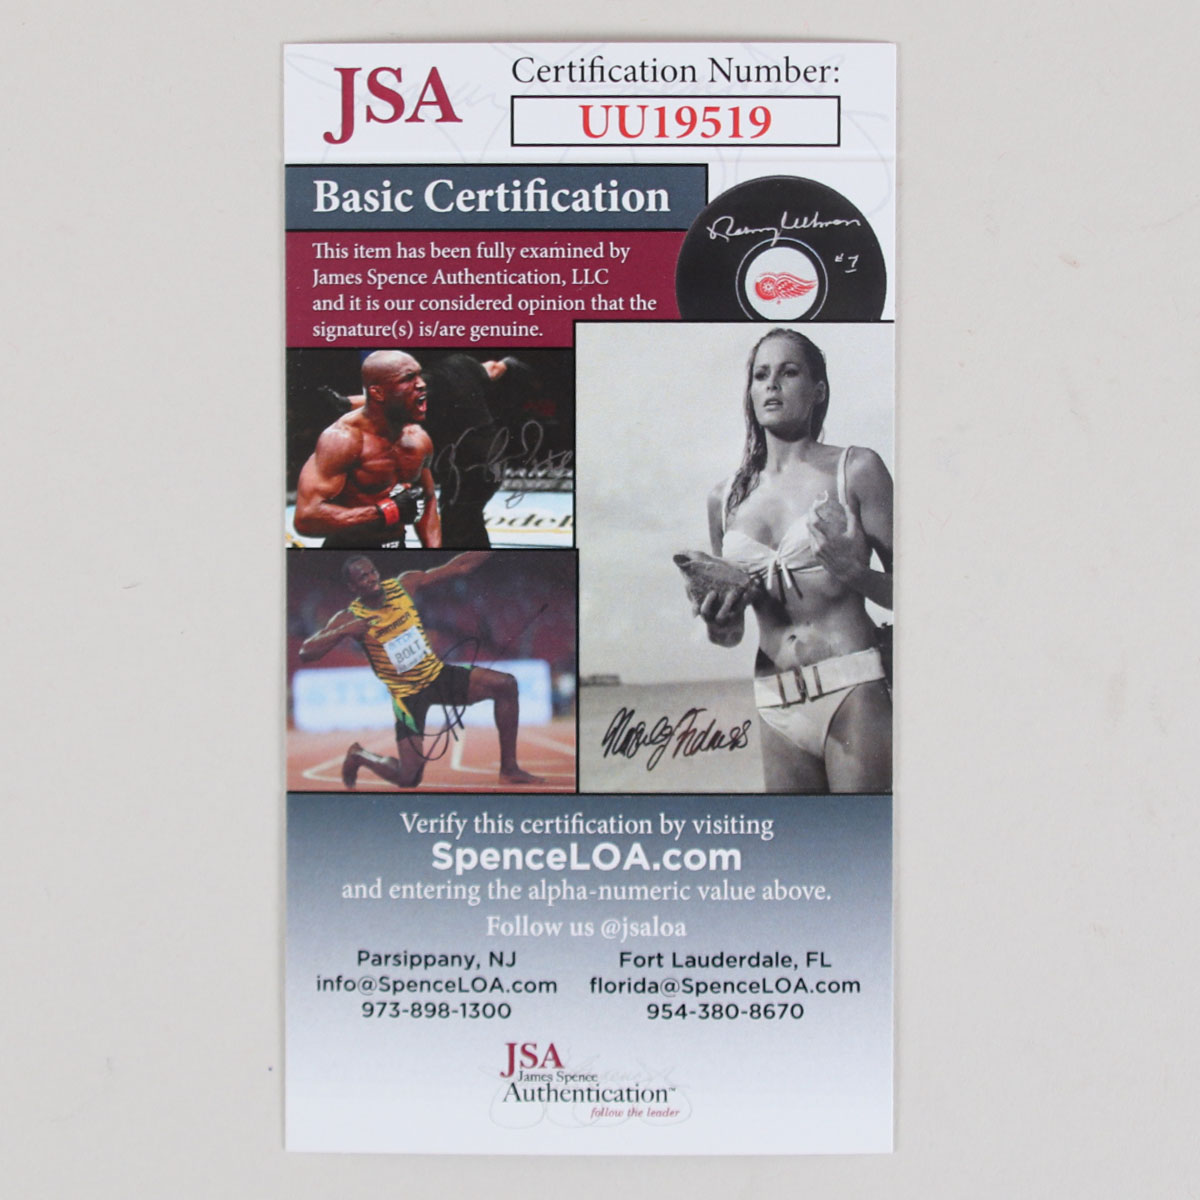 JSA
Certification Number:
UU19519
Basic Certification
This item has been fully examined by
James Spence Authentication, LLC
and it is our considered opinion that the
signature(s) is/are genuine.
#7
BOLT
Verify this certification by visiting
SpenceLOA.com
and entering the alpha-numeric value above.
Follow us @jsaloa
Parsippany, NJ
info@SpenceLOA.com
973-898-1300
Fort Lauderdale, FL
florida@SpenceLOA.com
954-380-8670
JSA
James Spence
Authentication™
follow the leader